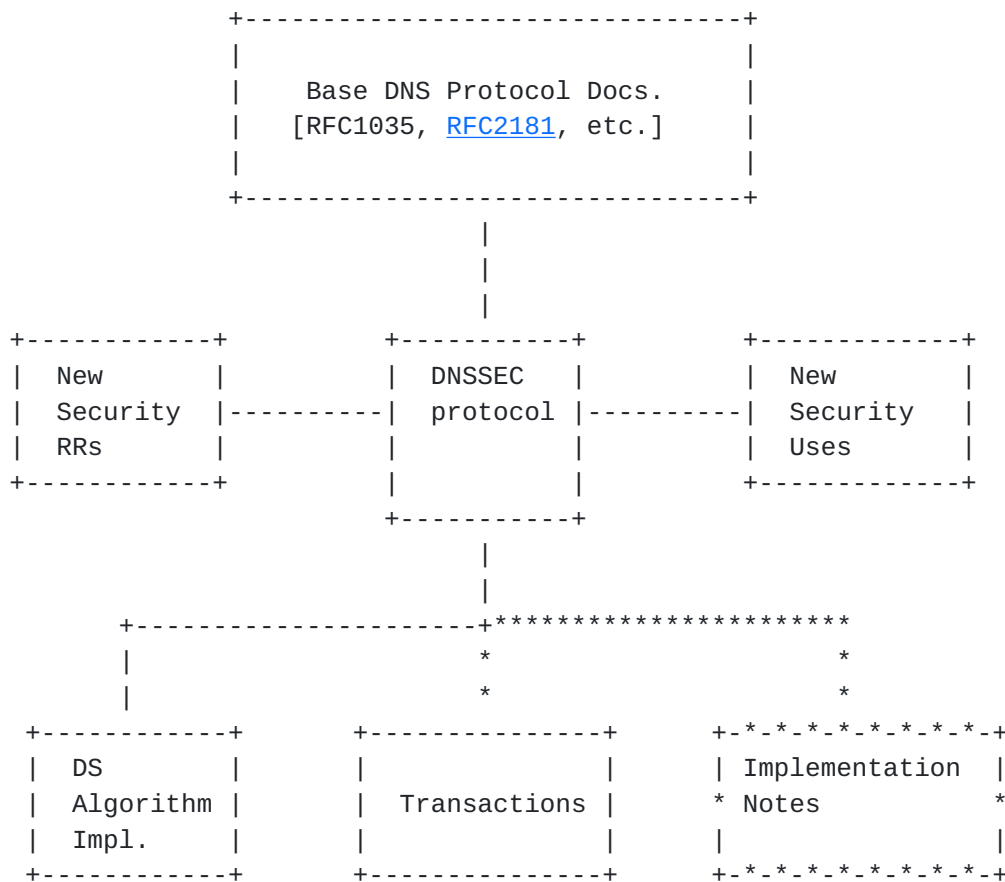 Base DNS Protocol Docs.
[RFC1035, RFC2181, etc.]
New
Security
RRs
DNSSEC
protocol
New
Security
Uses
DS
Algorithm
Impl.
Transactions
Implementation
Notes